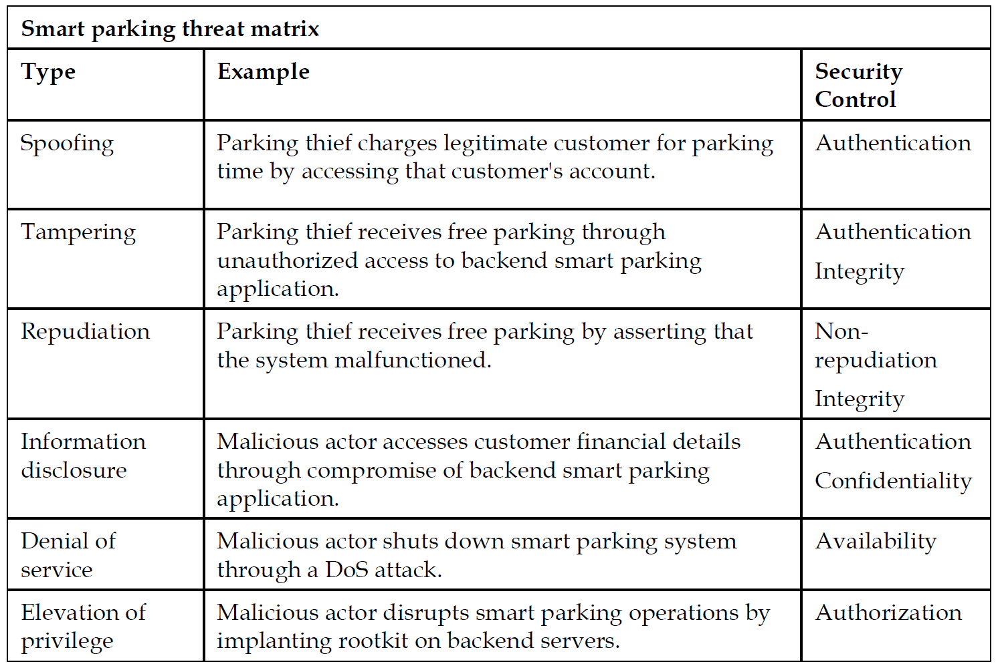 Smart parking threat matrix
Type
Example
Security
Control
Spoofing
Parking thief charges legitimate customer for parking
time by accessing that customer's account.
Authentication
Tampering
Parking thief receives free parking through
unauthorized access to backend smart parking
application.
Authentication
Integrity
Repudiation
Parking thief receives free parking by asserting that
the system malfunctioned.
Non-
repudiation
Integrity
Information
disclosure
Malicious actor accesses customer financial details
through compromise of backend smart parking
application.
Authentication
Confidentiality
Denial of
service
Malicious actor shuts down smart parking system
through a DoS attack.
Availability
Elevation of
privilege
Malicious actor disrupts smart parking operations by
implanting rootkit on backend servers.
Authorization